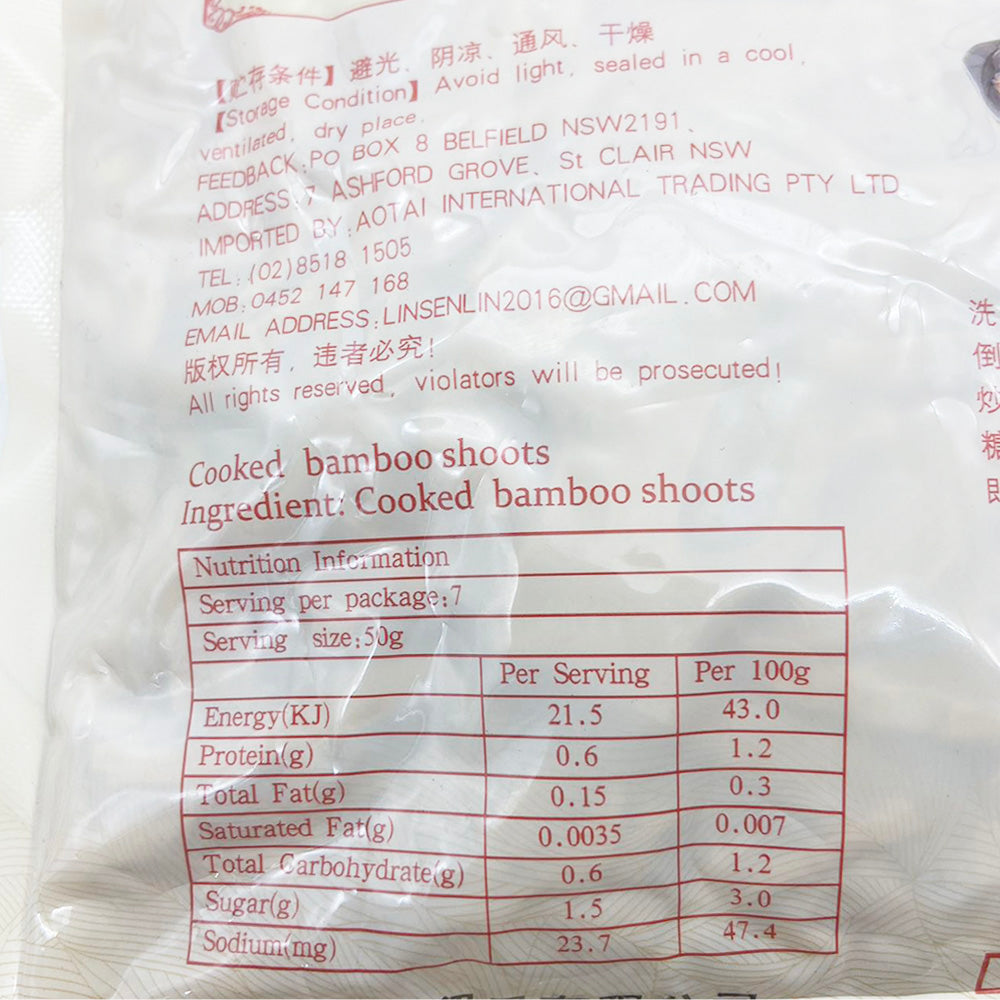 【贮存条件】避光、阴凉、通风、干燥
【Storage Condition】Avoid light, sealed in a cool,
ventilated, dry place.
FEEDBACK:PO BOX 8 BELFIELD NSW2191、
ADDRESS:7 ASHFORD GROVE、St CLAIR NSW
IMPORTED BY:AOTAI INTERNATIONAL TRADING PTY LTD.
TEL:(02)8518 1505
MOB:0452 147 168
EMAIL ADDRESS:LINSENLIN2016@GMAIL.COM
版权所有,违者必究!
All rights reserved, violators will be prosecuted!
Cooked bamboo shoots
Ingredient: Cooked bamboo shoots
Nutrition Information
Serving per package:7
Serving size:50g
Per Serving Per 100g
Energy(KJ) 21.5 43.0
Protein(g) 0.6 1.2
Total Fat(g) 0.15 0.3
Saturated Fat(g) 0.0035 0.007
Total Carbohydrate(g) 0.6 1.2
Sugar(g) 1.5 3.0
Sodium(mg) 23.7 47.4
洗
倒
炒
糖
即